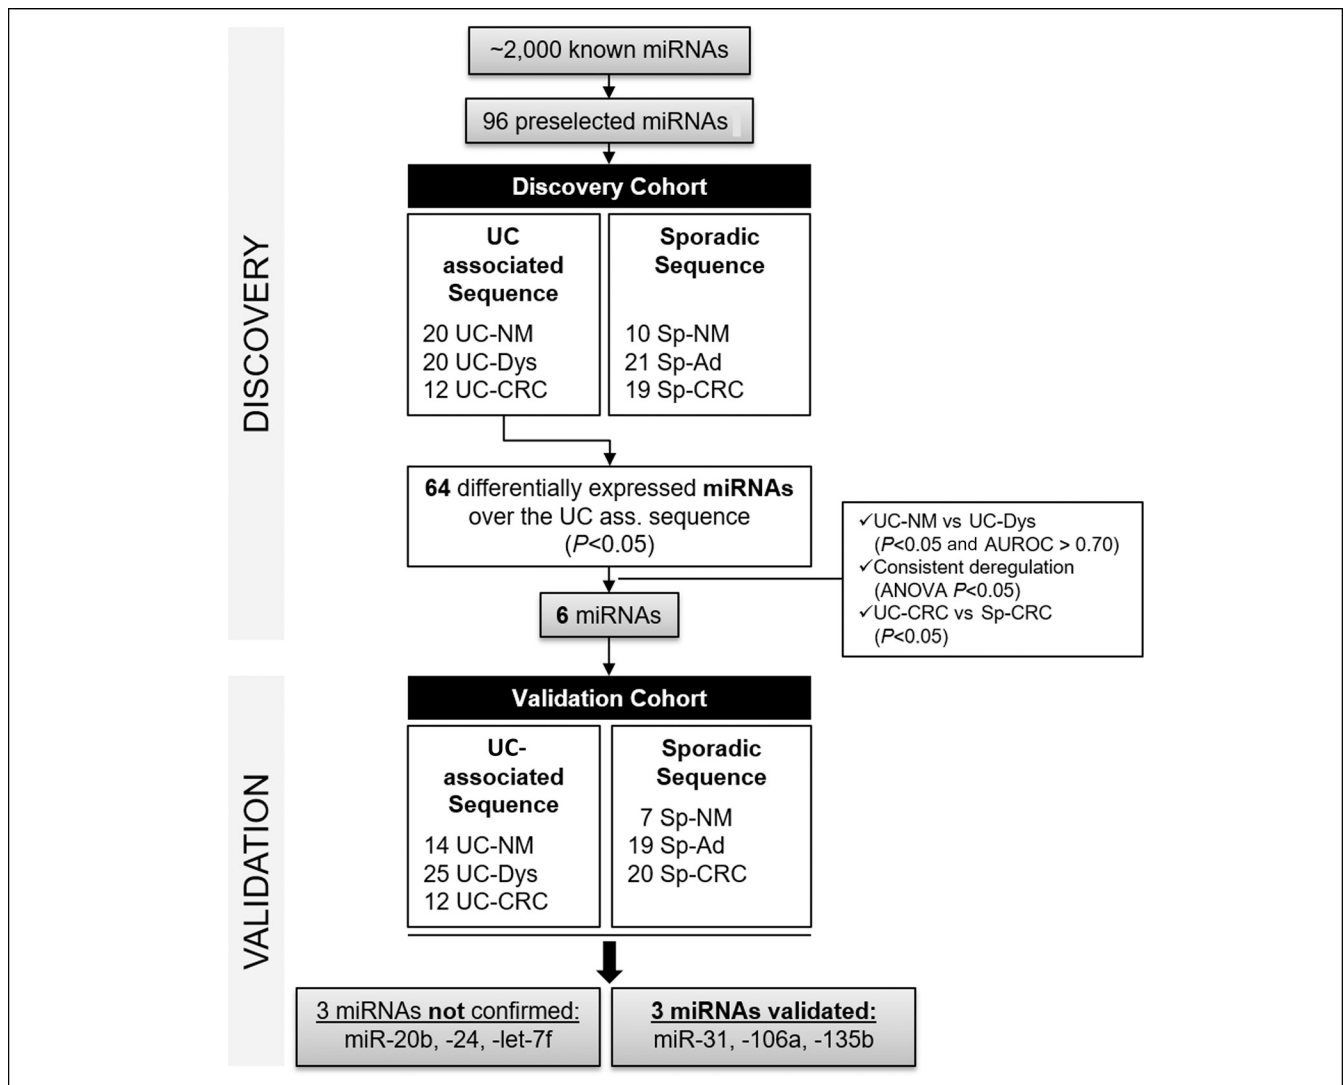 DISCOVERY
~2,000 known miRNAs
96 preselected miRNAs
Discovery Cohort
UC
associated
Sequence
20 UC-NM
20 UC-Dys
12 UC-CRC
Sporadic
Sequence
10 Sp-NM
21 Sp-Ad
19 Sp-CRC
64 differentially expressed miRNAs
over the UC ass. sequence
(P<0.05)
✓UC-NM vs UC-Dys
(P<0.05 and AUROC > 0.70)
✓Consistent deregulation
(ANOVA P<0.05)
✓UC-CRC vs Sp-CRC
(P<0.05)
6 miRNAs
VALIDATION
Validation Cohort
UC-
associated
Sequence
14 UC-NM
25 UC-Dys
12 UC-CRC
Sporadic
Sequence
7 Sp-NM
19 Sp-Ad
20 Sp-CRC
3 miRNAs not confirmed:
miR-20b, -24, -let-7f
3 miRNAs validated:
miR-31, -106a, -135b